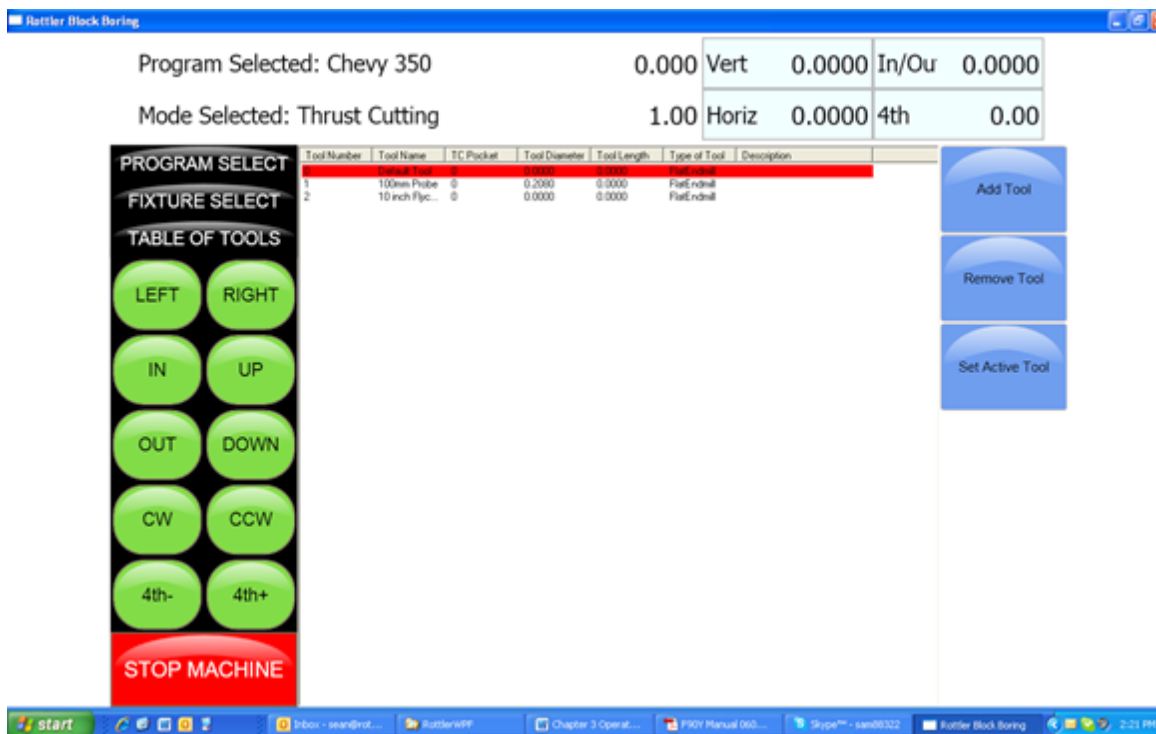 Rottler Block Boring
Program Selected: Chevy 350 0.000 Vert 0.0000 In/Ou 0.0000
Mode Selected: Thrust Cutting 1.00 Horiz 0.0000 4th 0.00
Tool Number Tool Name TC Pocket Tool Diameter Tool Length Type of Tool Description
0 Default Tool 0 0.0000 0.0000 FlatEndmill
1 100mm Probe 0 0.2080 0.0000 FlatEndmill
2 10 inch Flyc... 0 0.0000 0.0000 FlatEndmill
PROGRAM SELECT
FIXTURE SELECT
TABLE OF TOOLS
LEFT RIGHT
IN UP
OUT DOWN
CW CCW
4th- 4th+
STOP MACHINE
Add Tool
Remove Tool
Set Active Tool
start Inbox - sean@rot... RottlerWPF Chapter 3 Operat... F90Y Manual 060... Skype™ - sam88322 Rottler Block Boring 2:21 PM